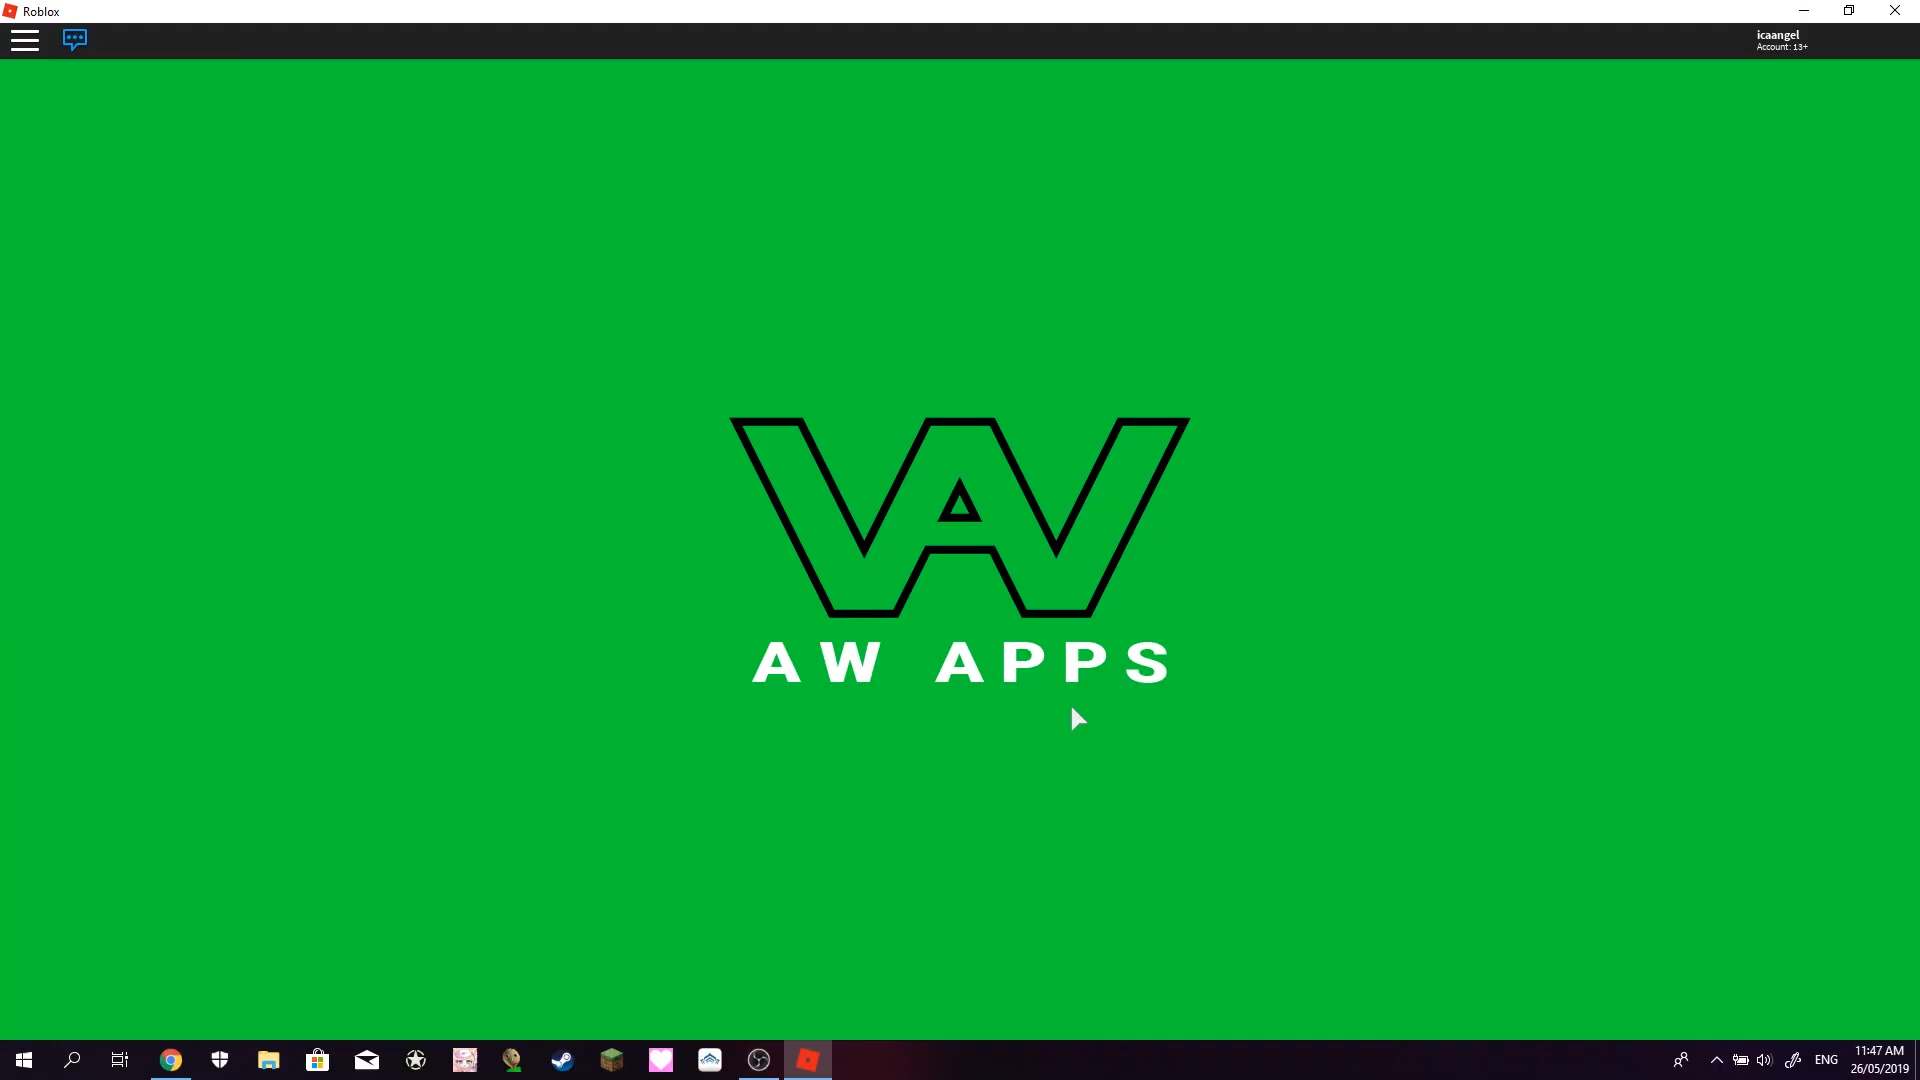 Roblox
icaangel
Account: 13+
AW APPS
ENG
11:47 AM
26/05/2019